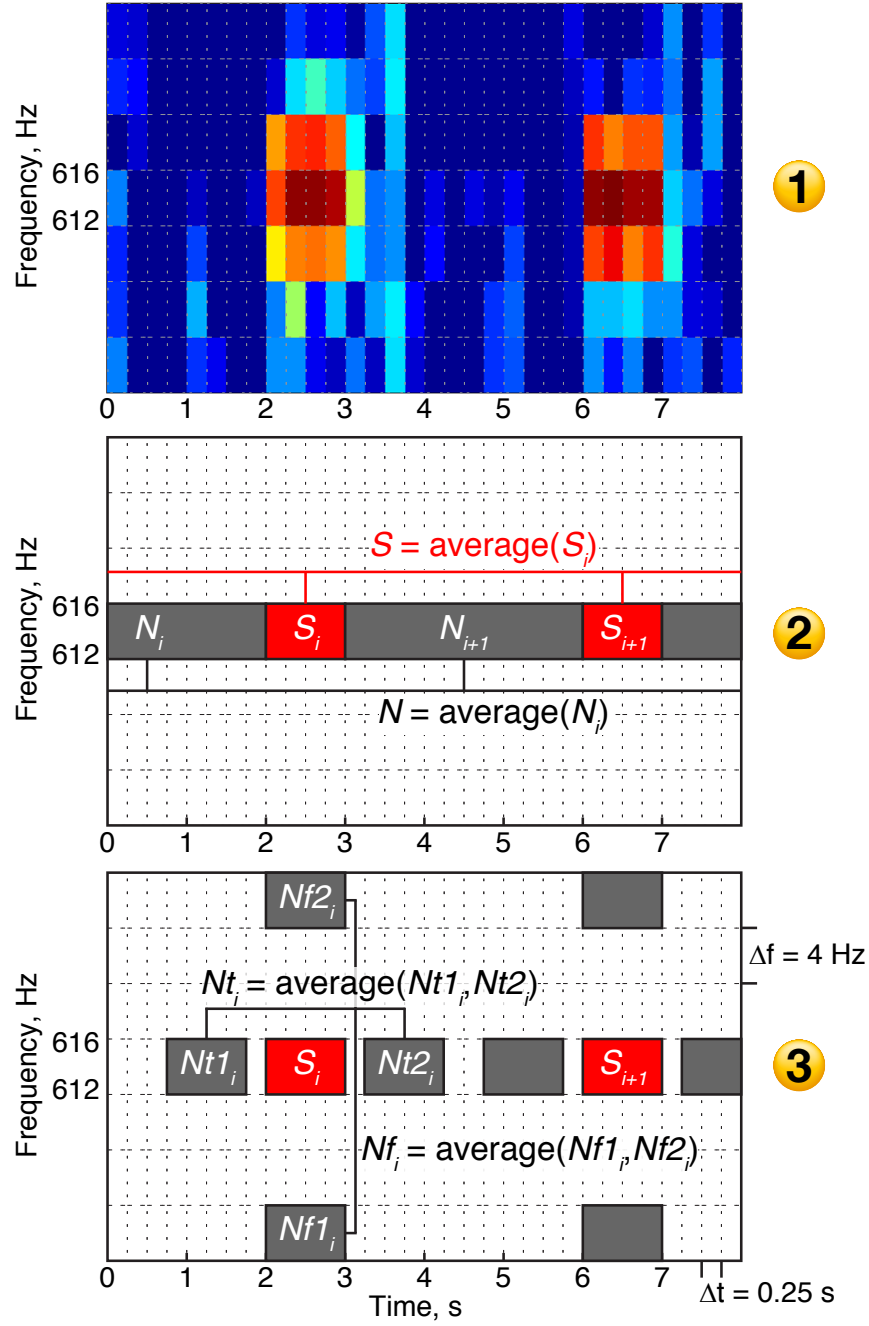 Frequency, Hz
616
612
0 1 2 3 4 5 6 7
1
Frequency, Hz
616
612
S = average(S_i)
N_i S_i N_{i+1} S_{i+1}
N = average(N_i)
0 1 2 3 4 5 6 7
2
Frequency, Hz
616
612
Nf2_i
Δf = 4 Hz
Nt_i = average(Nt1_i,Nt2_i)
Nt1_i S_i Nt2_i S_{i+1}
Nf_i = average(Nf1_i,Nf2_i)
Nf1_i
0 1 2 3 4 5 6 7
Time, s
Δt = 0.25 s
3